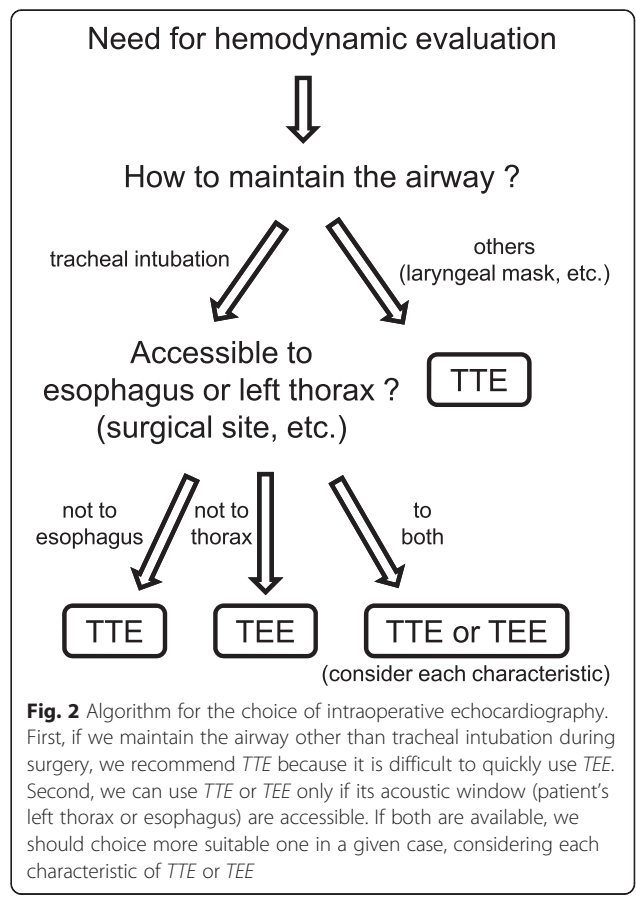 Need for hemodynamic evaluation
How to maintain the airway ?
tracheal intubation
others
(laryngeal mask, etc.)
Accessible to
esophagus or left thorax ?
(surgical site, etc.)
TTE
not to
esophagus
not to
thorax
to
both
TTE
TEE
TTE or TEE
(consider each characteristic)
Fig. 2 Algorithm for the choice of intraoperative echocardiography.
First, if we maintain the airway other than tracheal intubation during
surgery, we recommend TTE because it is difficult to quickly use TEE.
Second, we can use TTE or TEE only if its acoustic window (patient's
left thorax or esophagus) are accessible. If both are available, we
should choice more suitable one in a given case, considering each
characteristic of TTE or TEE